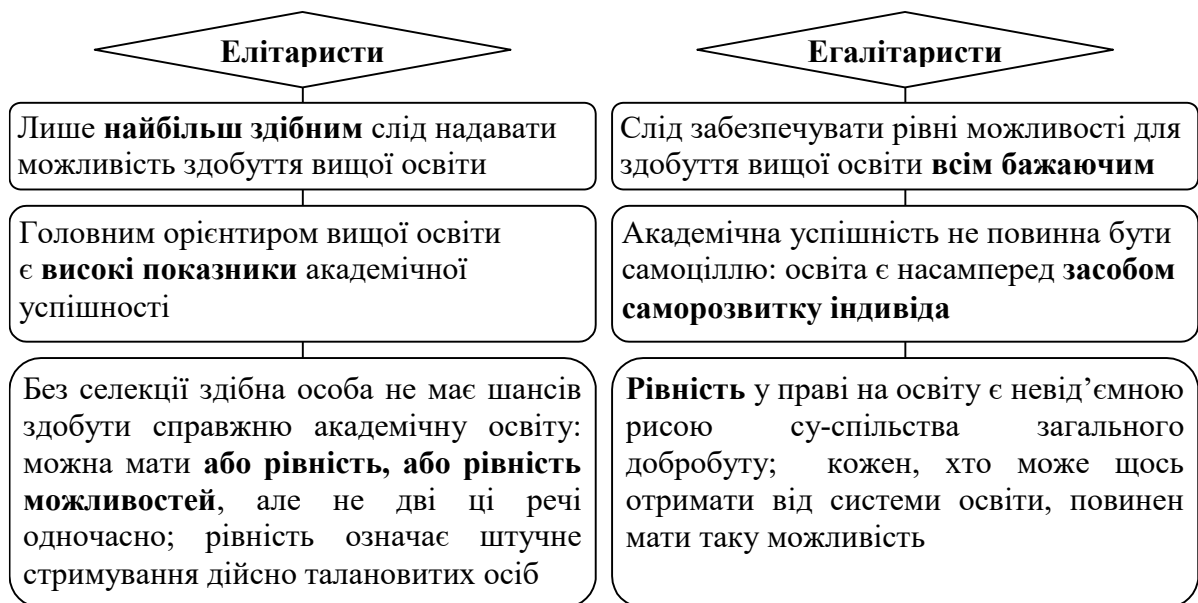 Елітаристи
Лише найбільш здібним слід надавати
можливість здобуття вищої освіти
Головним орієнтиром вищої освіти
є високі показники академічної
успішності
Без селекції здібна особа не має шансів
здобути справжню академічну освіту:
можна мати або рівність, або рівність
можливостей, але не дві ці речі
одночасно; рівність означає штучне
стримування дійсно талановитих осіб
Егалітаристи
Слід забезпечувати рівні можливості для
здобуття вищої освіти всім бажаючим
Академічна успішність не повинна бути
самоціллю: освіта є насамперед засобом
саморозвитку індивіда
Рівність у праві на освіту є невід’ємною
рисою су-спільства загального
добробуту; кожен, хто може щось
отримати від системи освіти, повинен
мати таку можливість